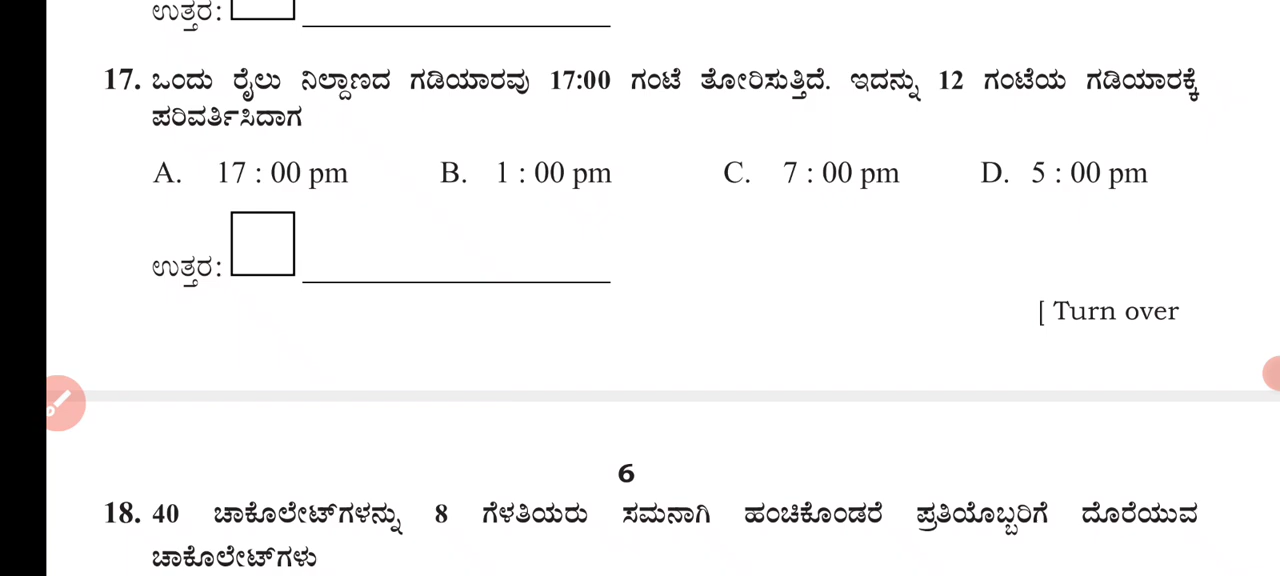 ಉತ್ತರ:
17. ಒಂದು ರೈಲು ನಿಲ್ದಾಣದ ಗಡಿಯಾರವು 17:00 ಗಂಟೆ ತೋರಿಸುತ್ತಿದೆ. ಇದನ್ನು 12 ಗಂಟೆಯ ಗಡಿಯಾರಕ್ಕೆ
ಪರಿವರ್ತಿಸಿದಾಗ
A. 17 : 00 pm B. 1 : 00 pm C. 7 : 00 pm D. 5 : 00 pm
ಉತ್ತರ:
[ Turn over
6
18. 40 ಚಾಕೊಲೇಟ್‌ಗಳನ್ನು 8 ಗೆಳತಿಯರು ಸಮನಾಗಿ ಹಂಚಿಕೊಂಡರೆ ಪ್ರತಿಯೊಬ್ಬರಿಗೆ ದೊರೆಯುವ
ಚಾಕೊಲೇಟ್‌ಗಳು